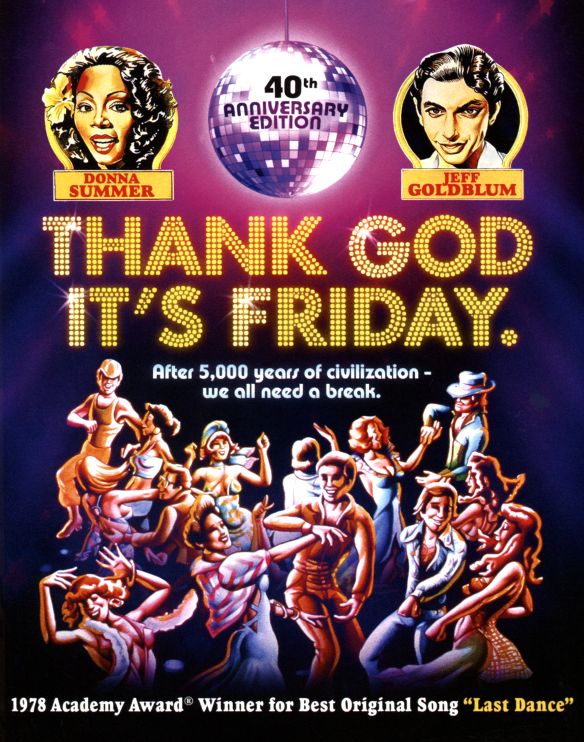 40th
ANNIVERSARY
EDITION
DONNA
SUMMER
JEFF
GOLDBLUM
THANK GOD
IT'S FRIDAY.
After 5,000 years of civilization -
we all need a break.
1978 Academy Award® Winner for Best Original Song "Last Dance"